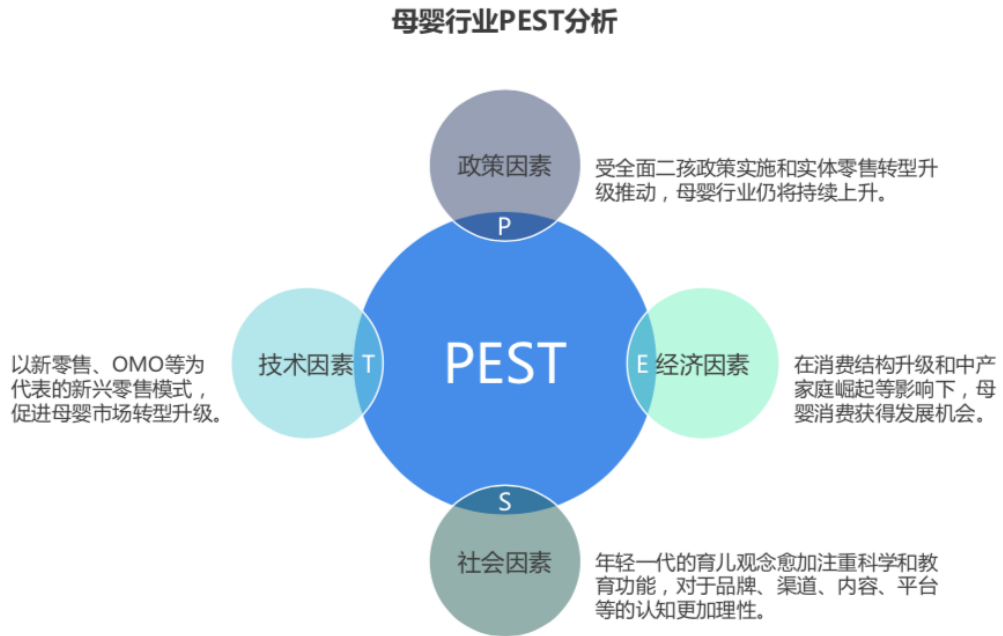 母婴行业PEST分析
政策因素
受全面二孩政策实施和实体零售转型升
级推动，母婴行业仍将持续上升。
P
以新零售、OMO等为
代表的新兴零售模式，
促进母婴市场转型升级。
技术因素
T
PEST
E
经济因素
在消费结构升级和中产
家庭崛起等影响下，母
婴消费获得发展机会。
S
社会因素
年轻一代的育儿观念愈加注重科学和教
育功能，对于品牌、渠道、内容、平台
等的认知更加理性。